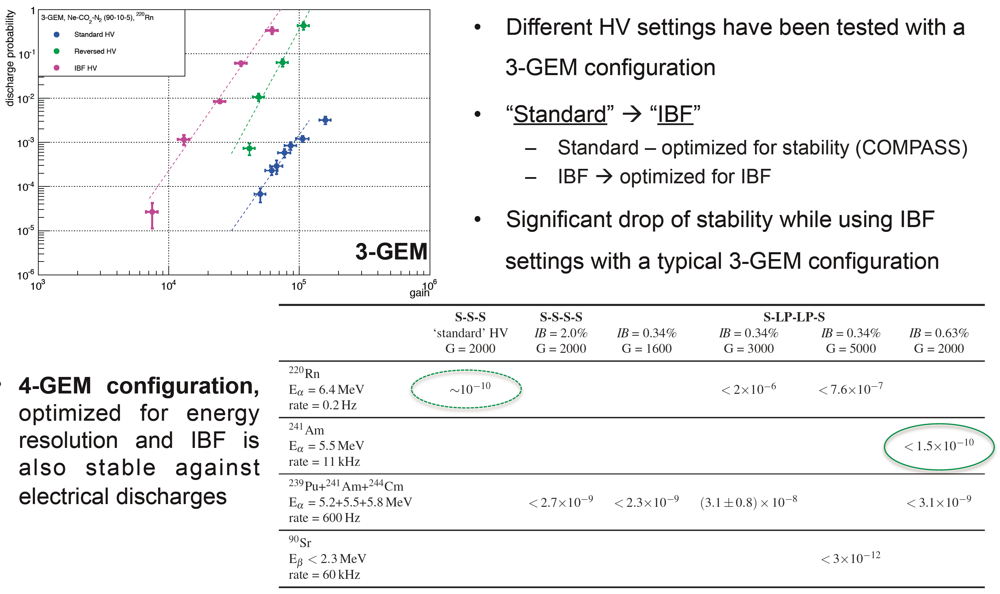 discharge probability
1
10-1
10-2
10-3
10-4
10-5
10-6
3-GEM, Ne-CO2-N2 (90-10-5), 220Rn
Standard HV
Reversed HV
IBF HV
3-GEM
103 104 105 106
gain
• Different HV settings have been tested with a
3-GEM configuration
• “Standard” → “IBF”
– Standard – optimized for stability (COMPASS)
– IBF → optimized for IBF
• Significant drop of stability while using IBF
settings with a typical 3-GEM configuration
• 4-GEM configuration,
optimized for energy
resolution and IBF is
also stable against
electrical discharges
S-S-S S-S-S-S S-LP-LP-S
‘standard’ HV IB = 2.0% IB = 0.34% IB = 0.34% IB = 0.34% IB = 0.63%
G = 2000 G = 2000 G = 1600 G = 3000 G = 5000 G = 2000
220Rn
Eα = 6.4 MeV ∼10−10 < 2×10−6 < 7.6×10−7
rate = 0.2 Hz
241Am
Eα = 5.5 MeV < 1.5×10−10
rate = 11 kHz
239Pu+241Am+244Cm
Eα = 5.2+5.5+5.8 MeV < 2.7×10−9 < 2.3×10−9 (3.1 ± 0.8) × 10−8 < 3.1×10−9
rate = 600 Hz
90Sr
Eβ < 2.3 MeV < 3×10−12
rate = 60 kHz